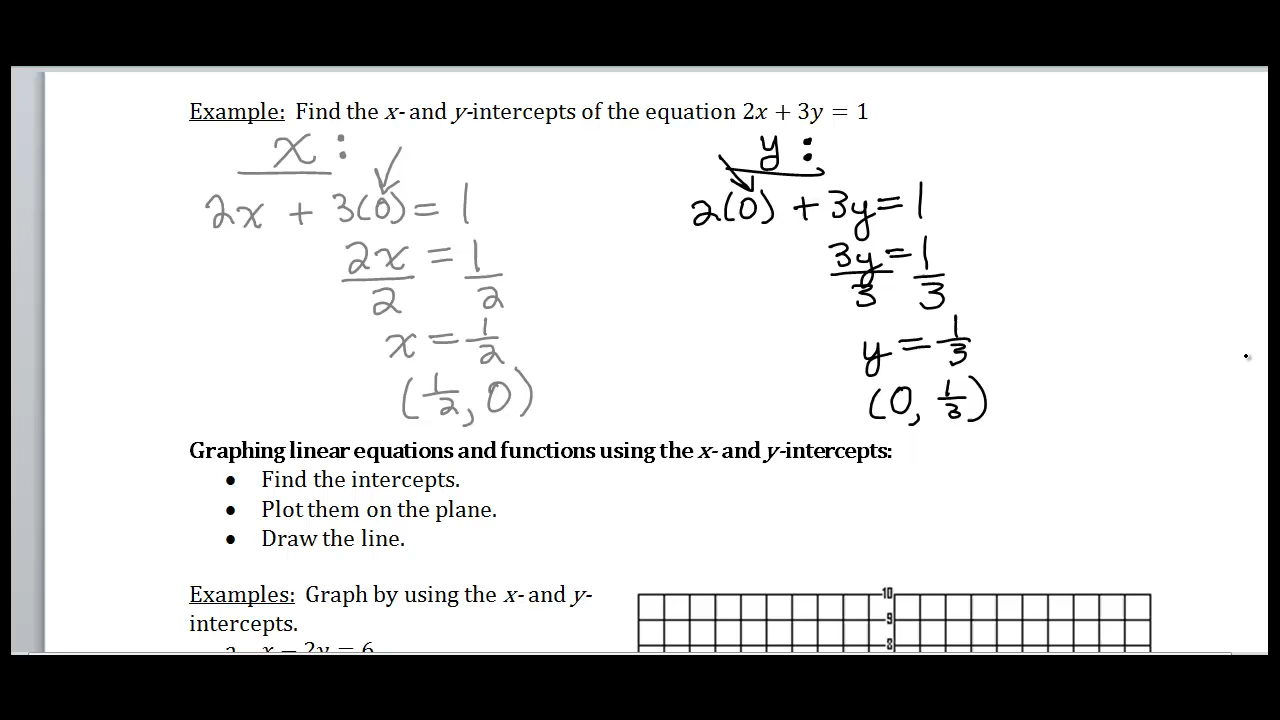 Example: Find the x- and y-intercepts of the equation 2x + 3y = 1
x :
2x + 3(0) = 1
2x/2 = 1/2
x = 1/2
(1/2, 0)
y :
2(0) + 3y = 1
3y/3 = 1/3
y = 1/3
(0, 1/3)
Graphing linear equations and functions using the x- and y-intercepts:
• Find the intercepts.
• Plot them on the plane.
• Draw the line.
Examples: Graph by using the x- and y-
intercepts.
a. x − 2y = 6
10
9
8